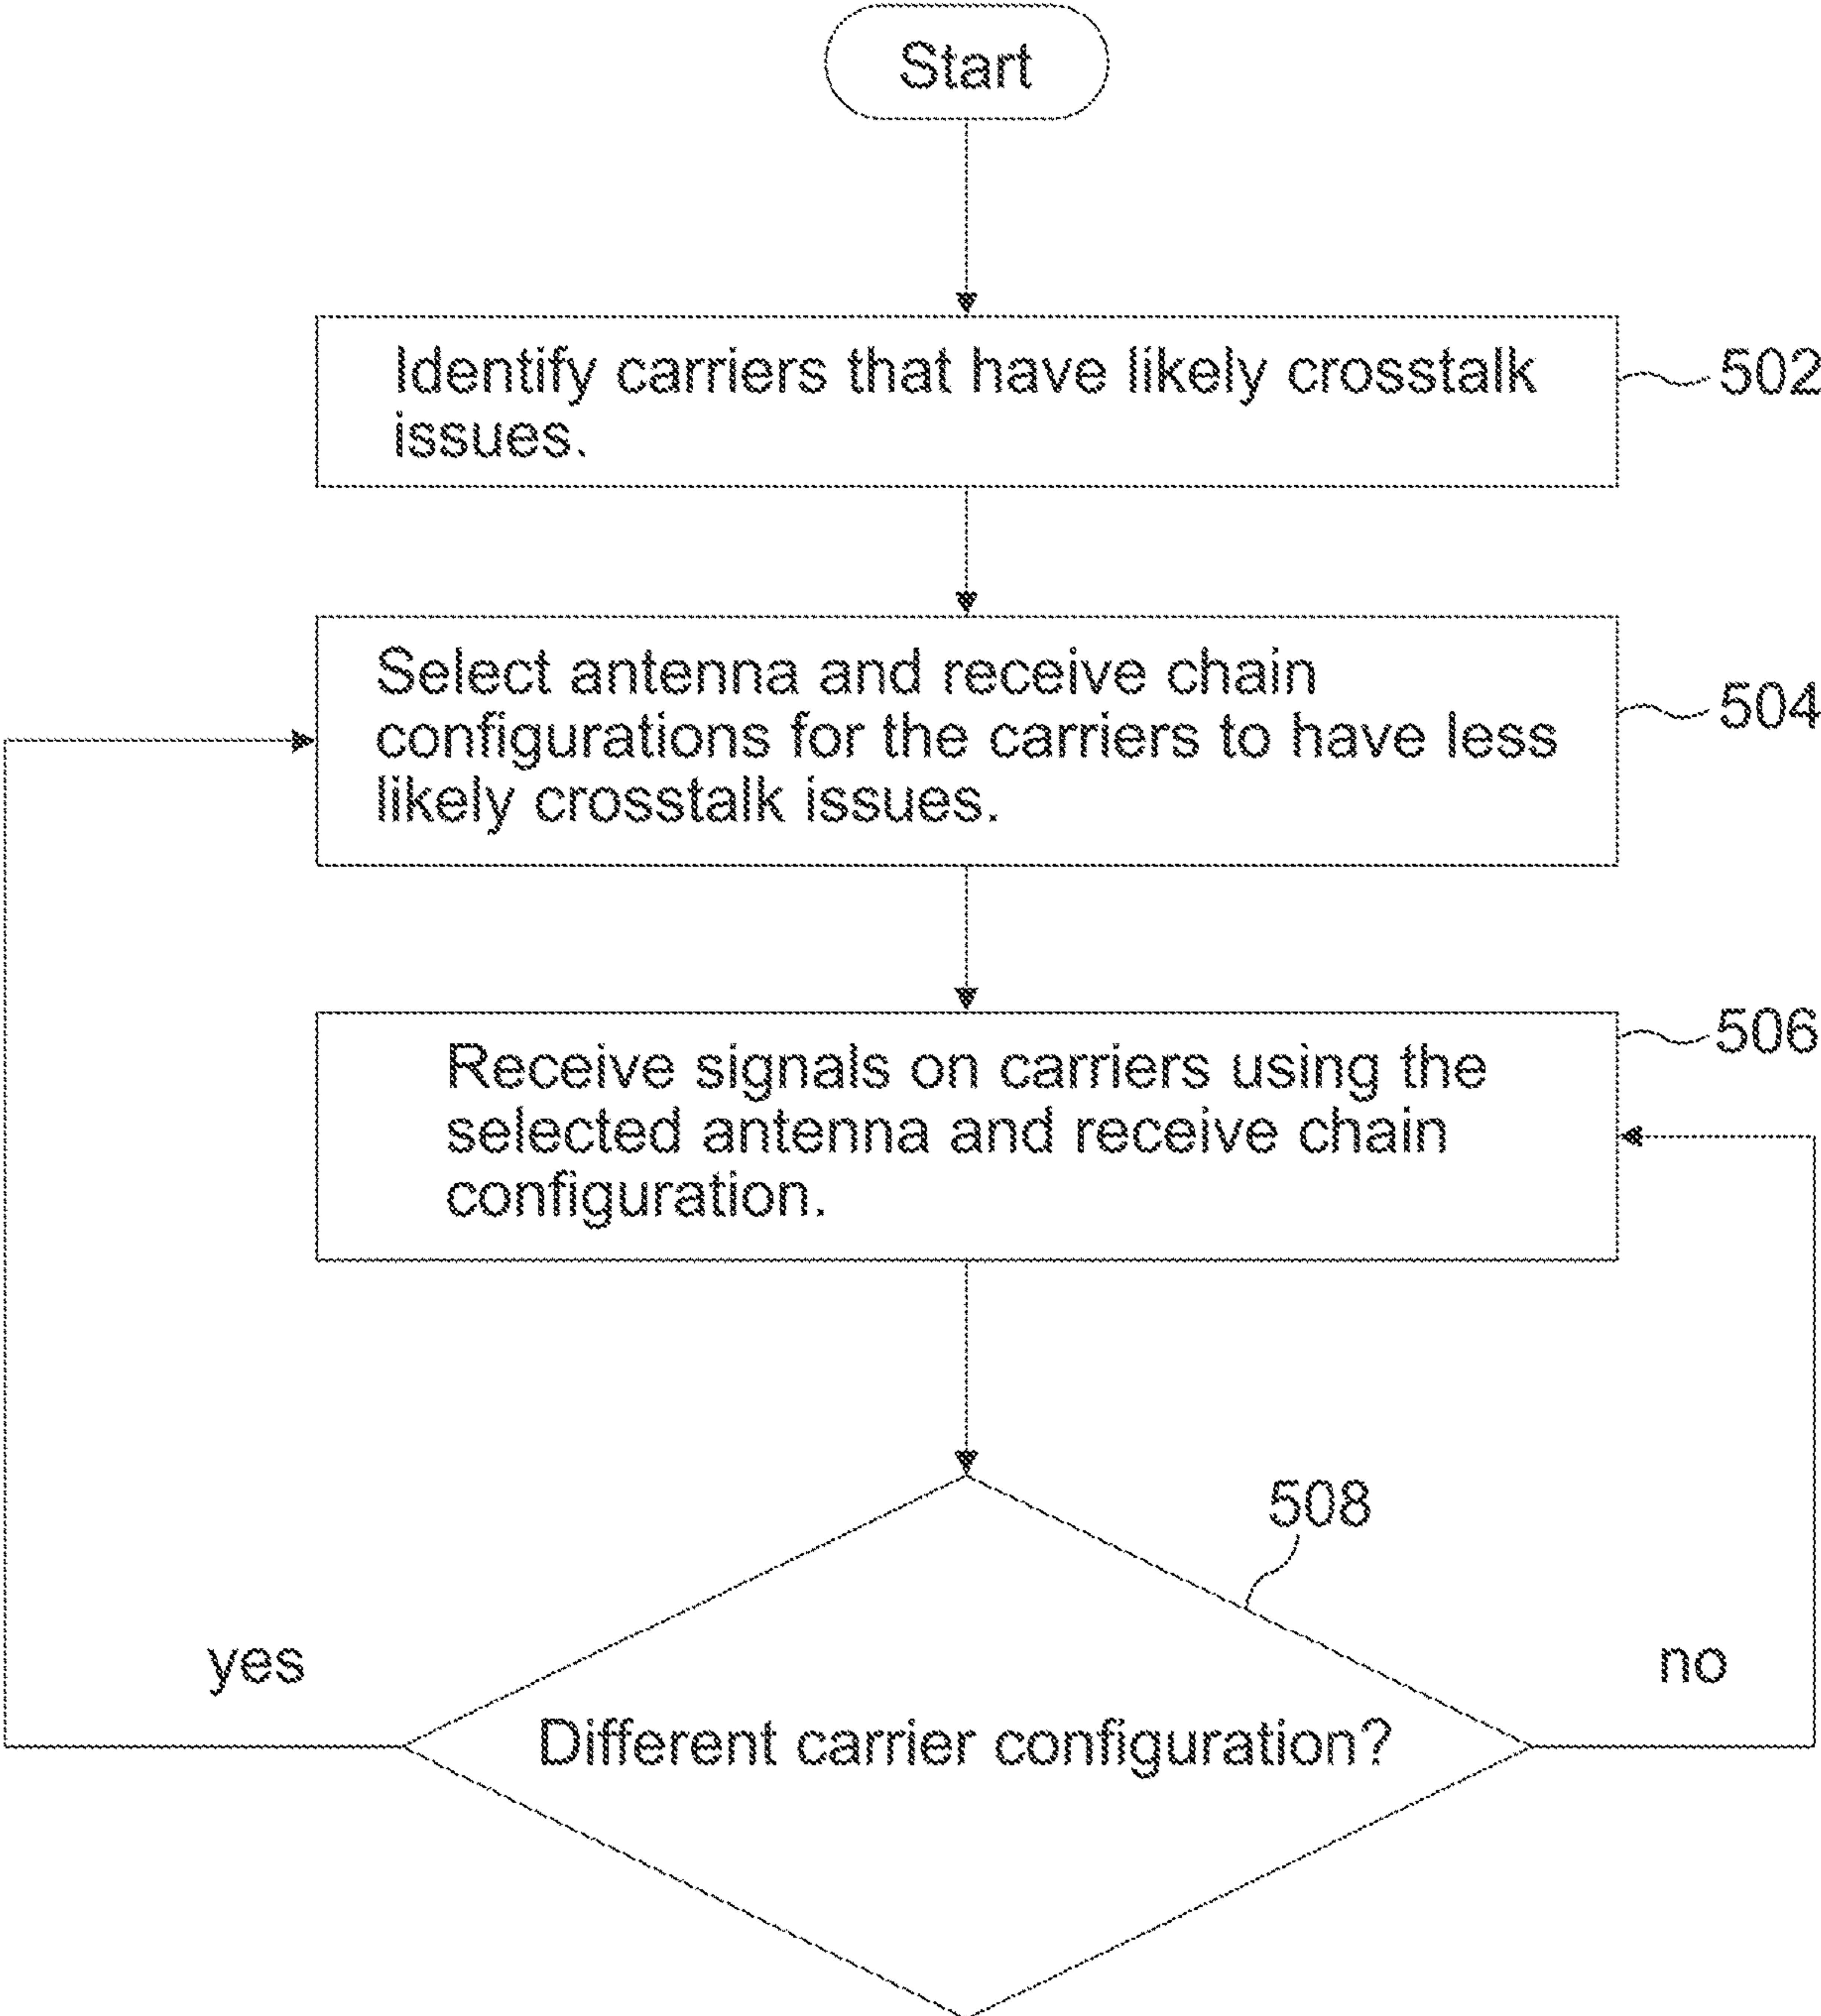 Start
Identify carriers that have likely crosstalk
issues.
502
Select antenna and receive chain
configurations for the carriers to have less
likely crosstalk issues.
504
Receive signals on carriers using the
selected antenna and receive chain
configuration.
506
508
yes
no
Different carrier configuration?